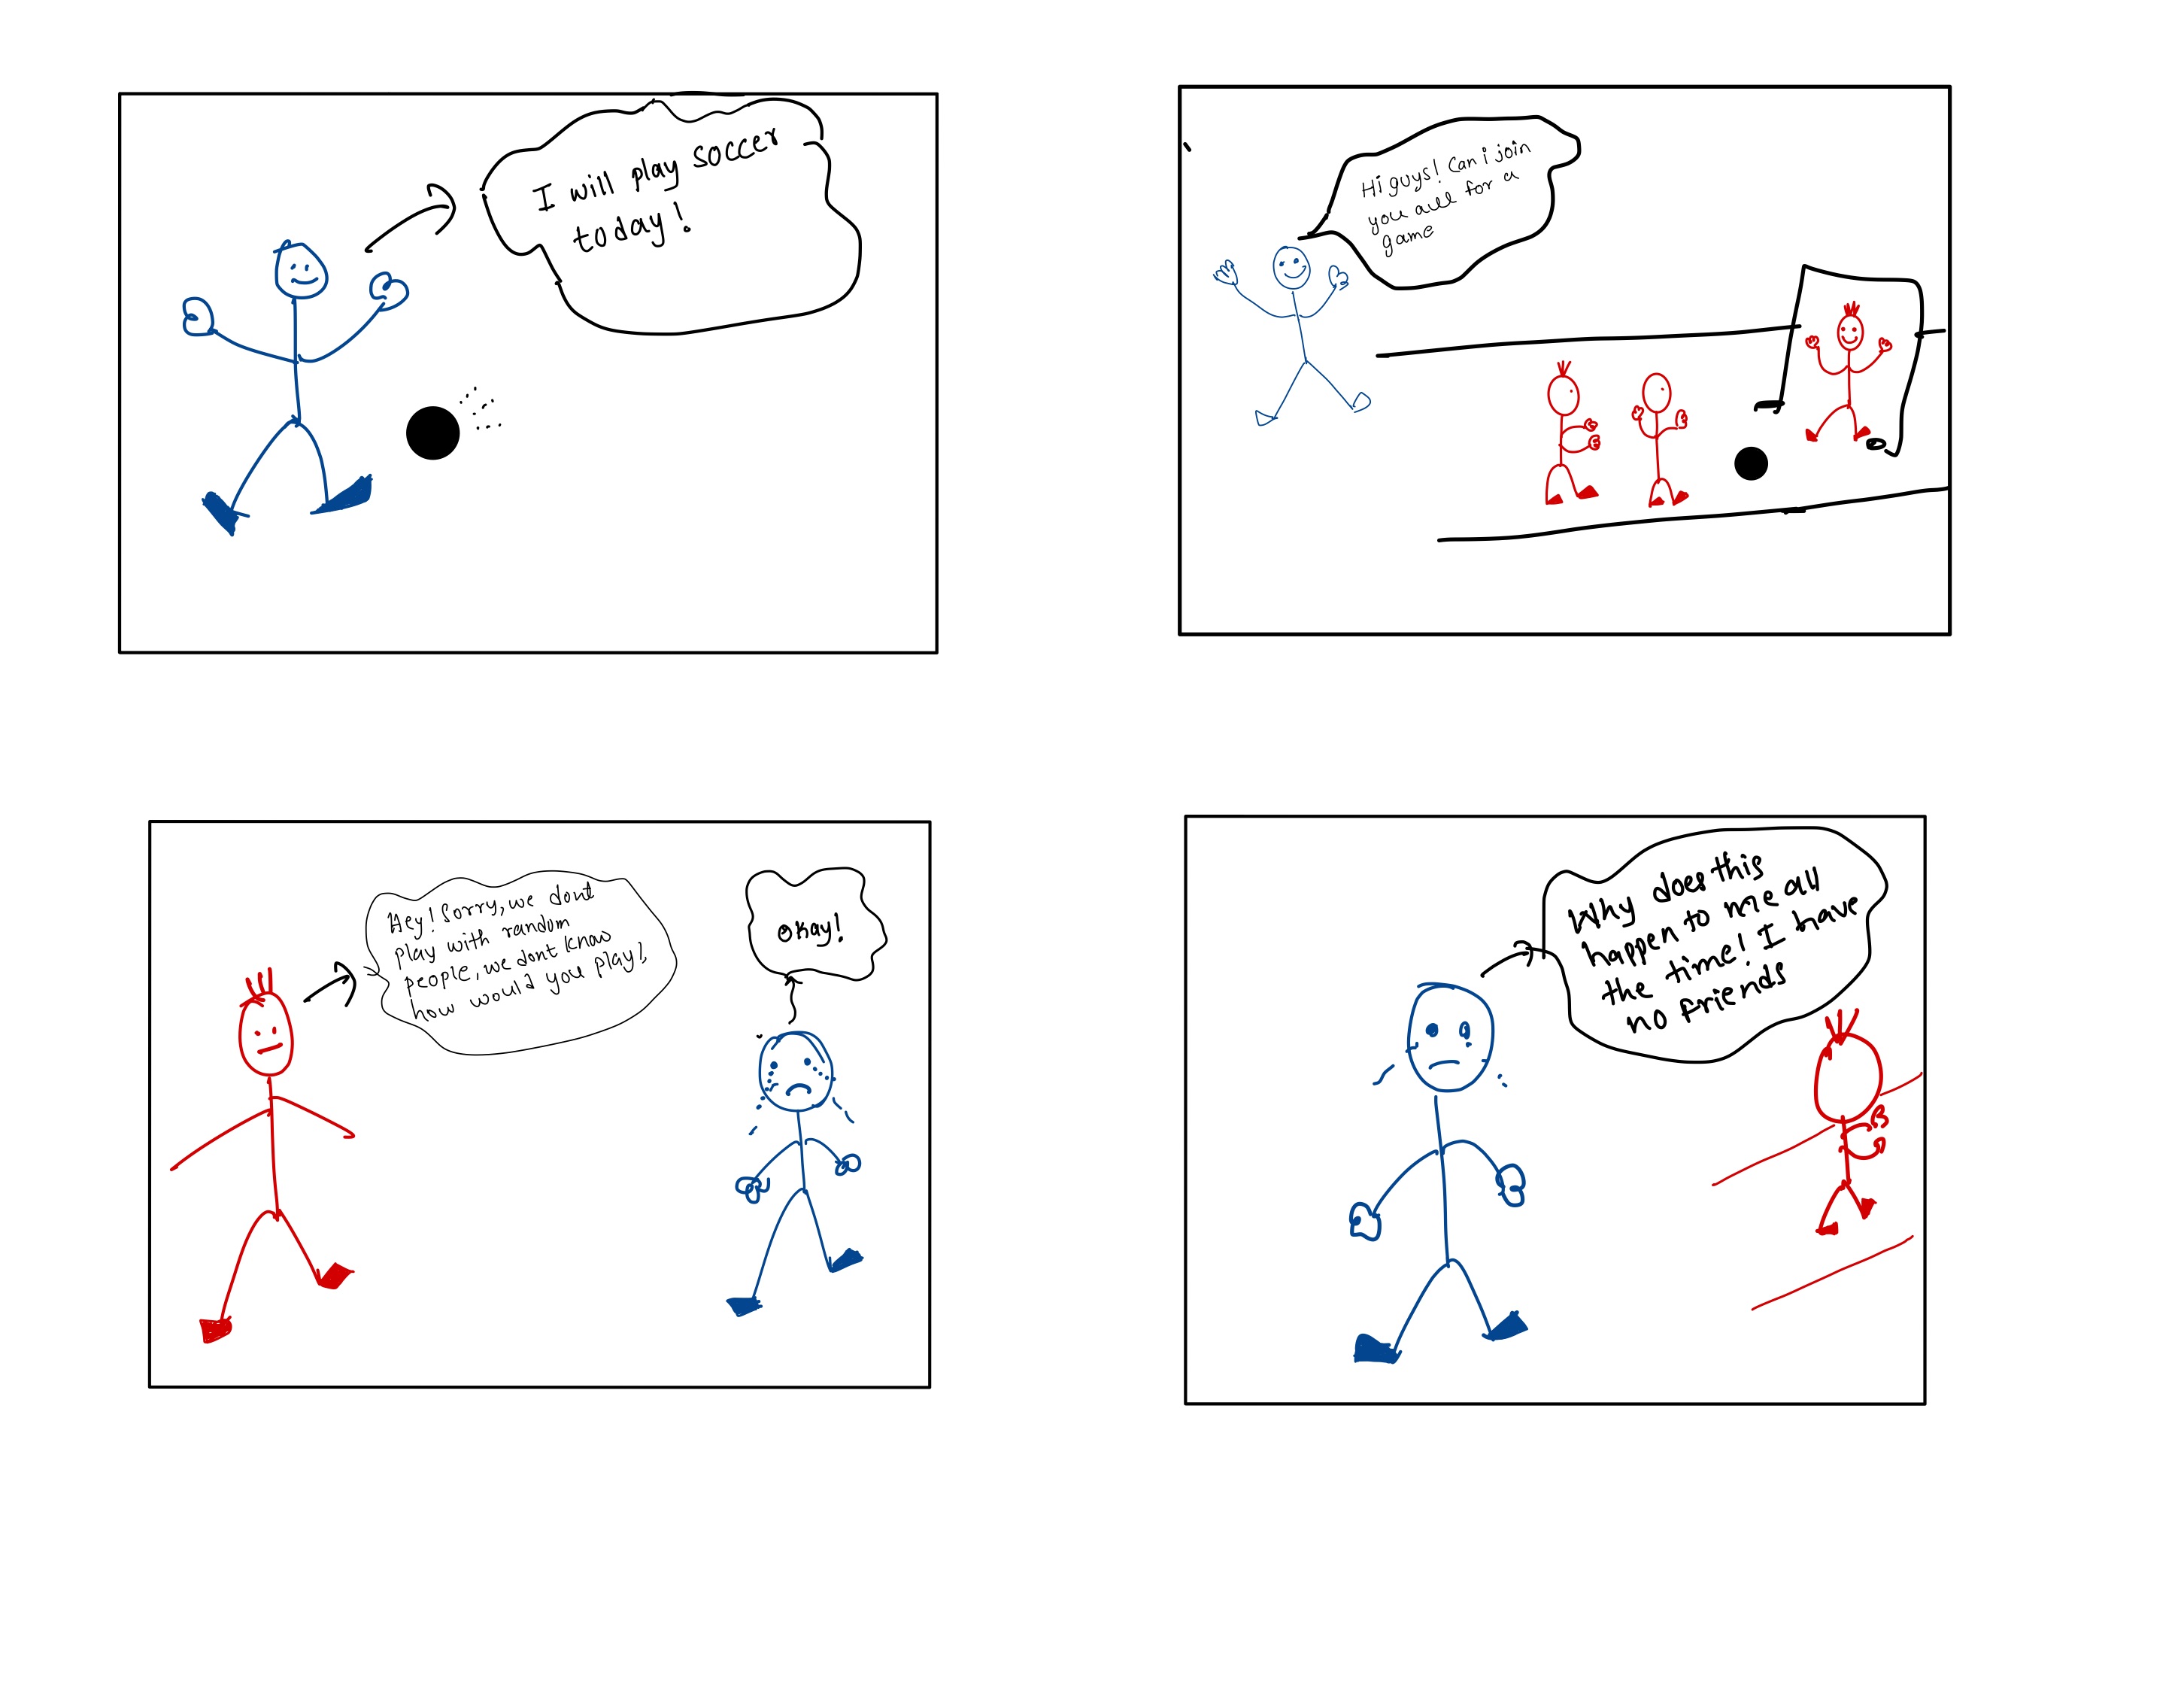 I will play soccer
today!
Hi guys! Can i join
you all for a
game
Hey! Sorry, we dont
play with random
people, we dont know
how would you play!
okay!
Why does this
happen to me all
the time! I have
no friends